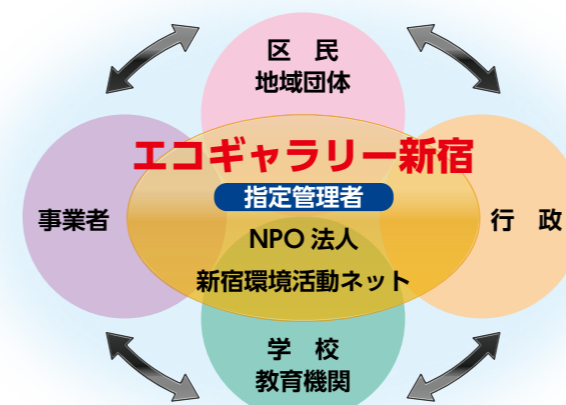 区　民
地域団体
エコギャラリー新宿
指定管理者
事業者
行　政
NPO 法人
新宿環境活動ネット
学　校
教育機関